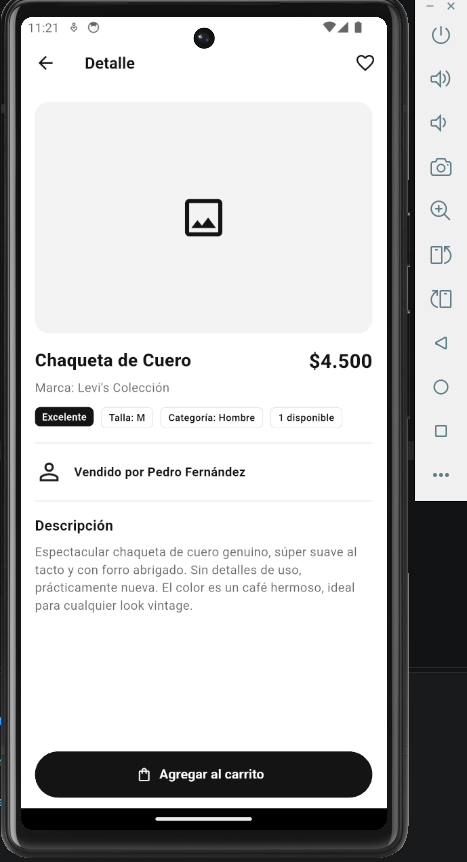 11:21
Detalle
Chaqueta de Cuero
$4.500
Marca: Levi's Colección
Excelente
Talla: M
Categoría: Hombre
1 disponible
Vendido por Pedro Fernández
Descripción
Espectacular chaqueta de cuero genuino, súper suave al
tacto y con forro abrigado. Sin detalles de uso,
prácticamente nueva. El color es un café hermoso, ideal
para cualquier look vintage.
Agregar al carrito